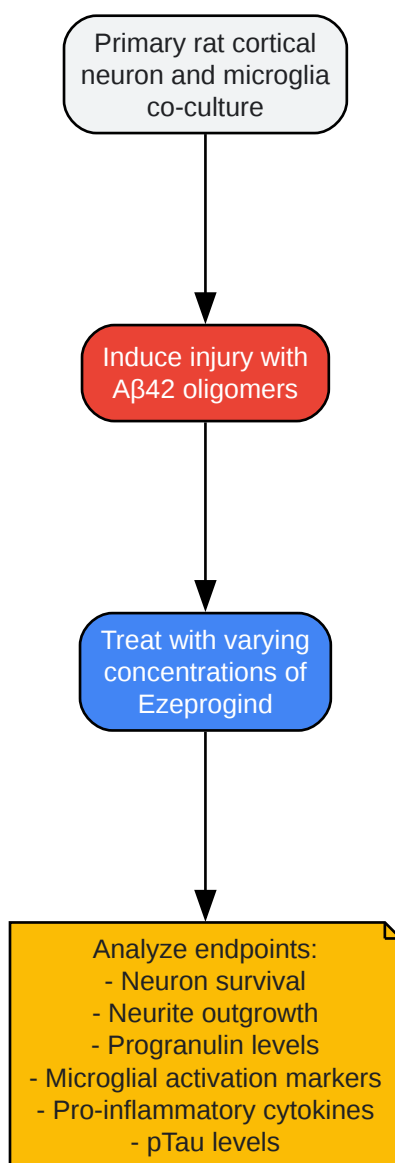 Primary rat cortical
neuron and microglia
co-culture
Induce injury with
Aβ42 oligomers
Treat with varying
concentrations of
Ezeprogind
Analyze endpoints:
- Neuron survival
- Neurite outgrowth
- Progranulin levels
- Microglial activation markers
- Pro-inflammatory cytokines
- pTau levels